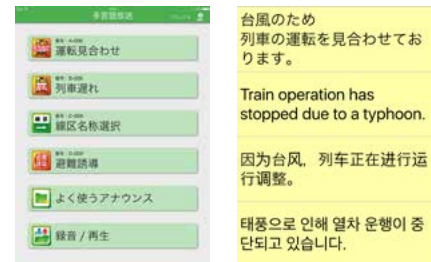 多言語放送
運転見合わせ
列車遅れ
線区名称選択
避難誘導
よく使うアナウンス
録音 / 再生
台風のため
列車の運転を見合わせてお
ります。
Train operation has
stopped due to a typhoon.
因为台风，列车正在进行运
行调整。
태풍으로 인해 열차 운행이 중
단되고 있습니다.